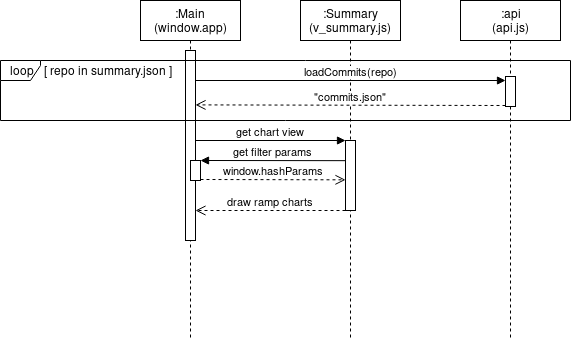 :Main
(window.app)
:Summary
(v_summary.js)
:api
(api.js)
loop
[ repo in summary.json ]
loadCommits(repo)
"commits.json"
get chart view
get filter params
window.hashParams
draw ramp charts